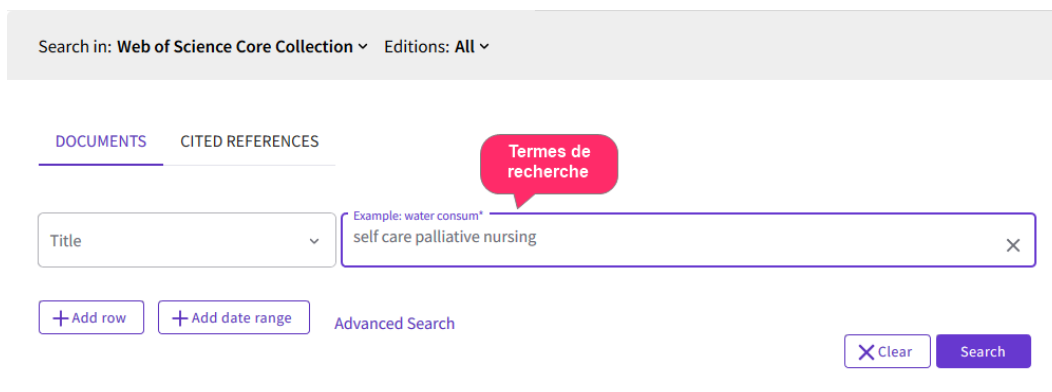 Search in: Web of Science Core Collection Editions: All
DOCUMENTS CITED REFERENCES
Termes de
recherche
Example: water consum*
Title
self care palliative nursing
Add row Add date range Advanced Search
Clear Search